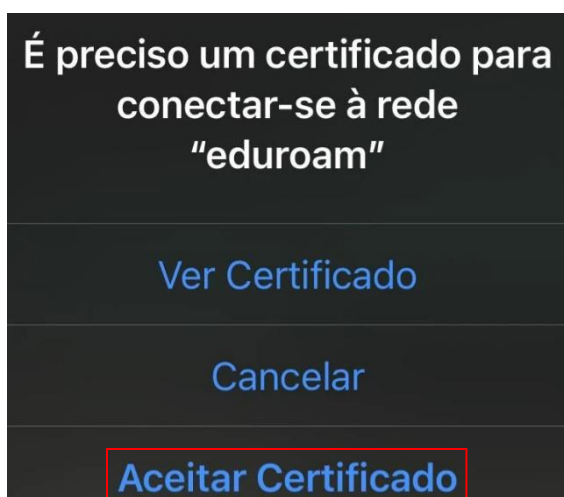 É preciso um certificado para
conectar-se à rede
“eduroam”
Ver Certificado
Cancelar
Aceitar Certificado